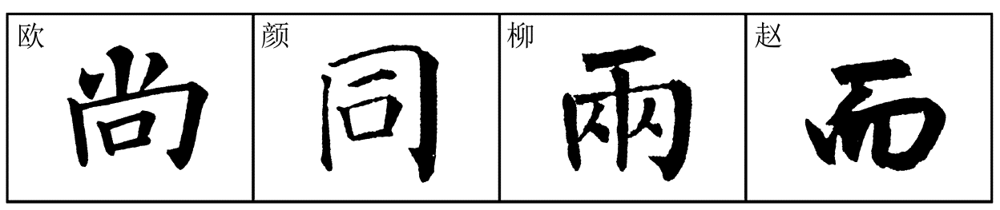 欧 颜 柳 赵
尚 同 兩 而